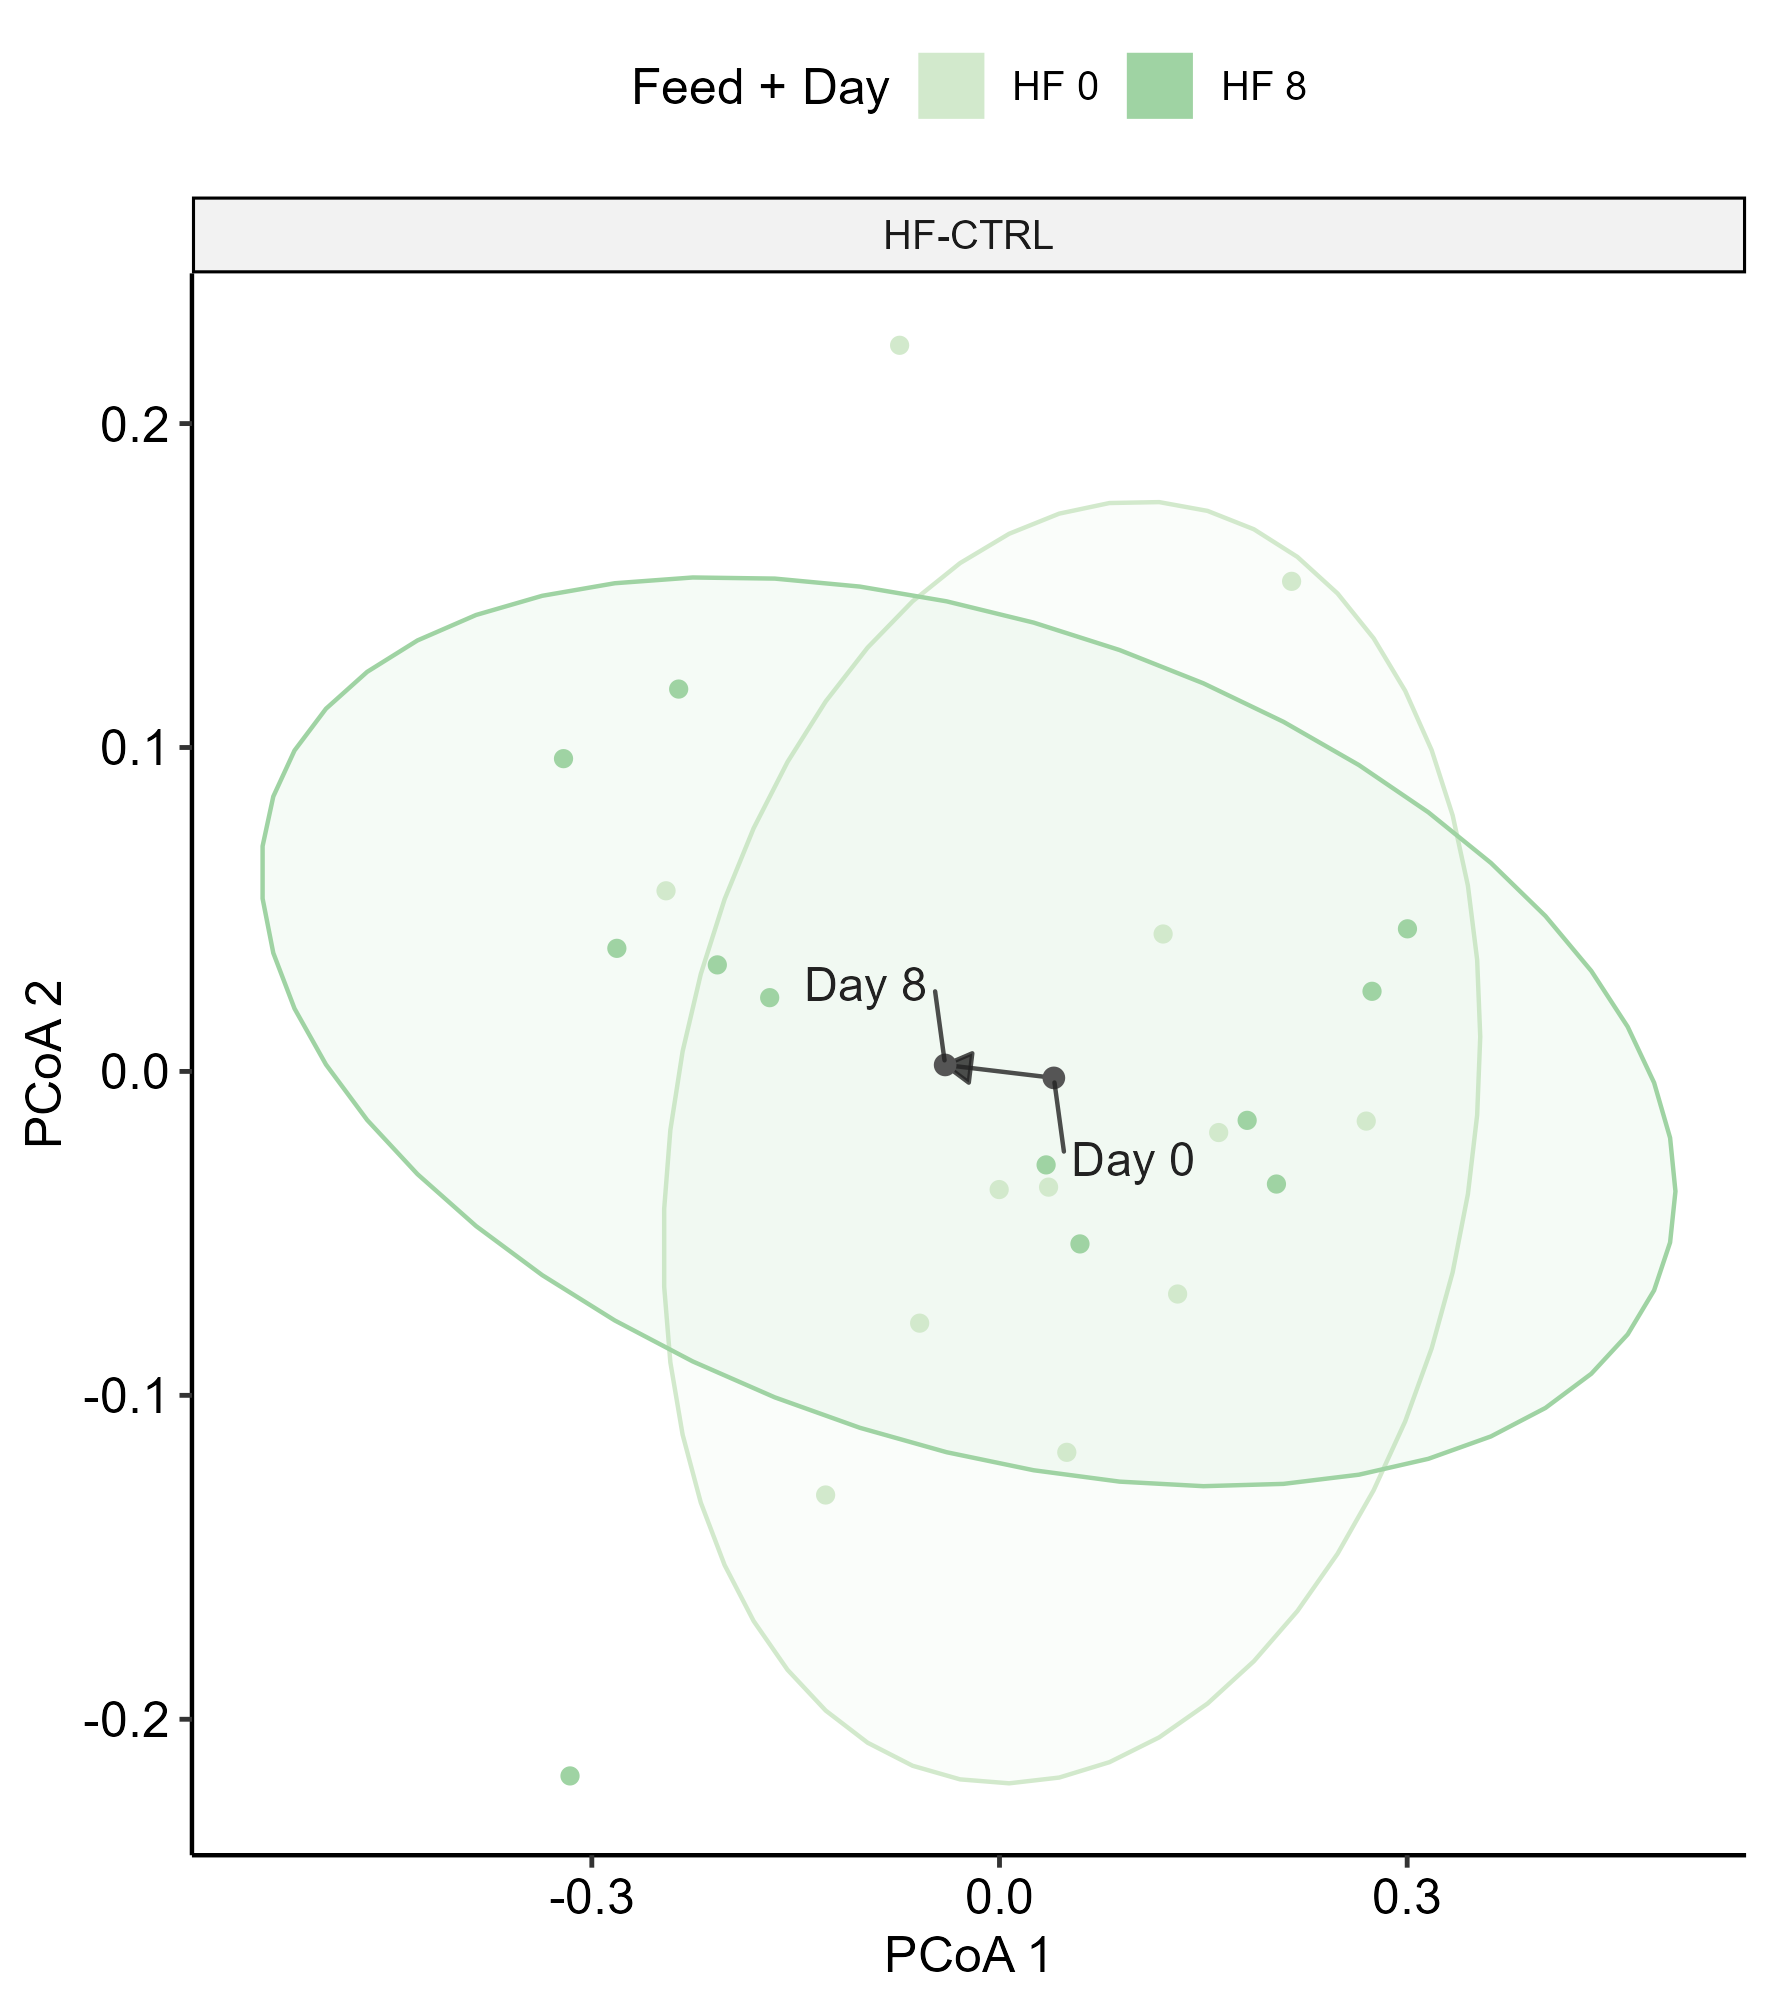 Feed + Day HF 0 HF 8
HF-CTRL
0.2
0.1
0.0
-0.1
-0.2
PCoA 2
Day 8
Day 0
-0.3 0.0 0.3
PCoA 1